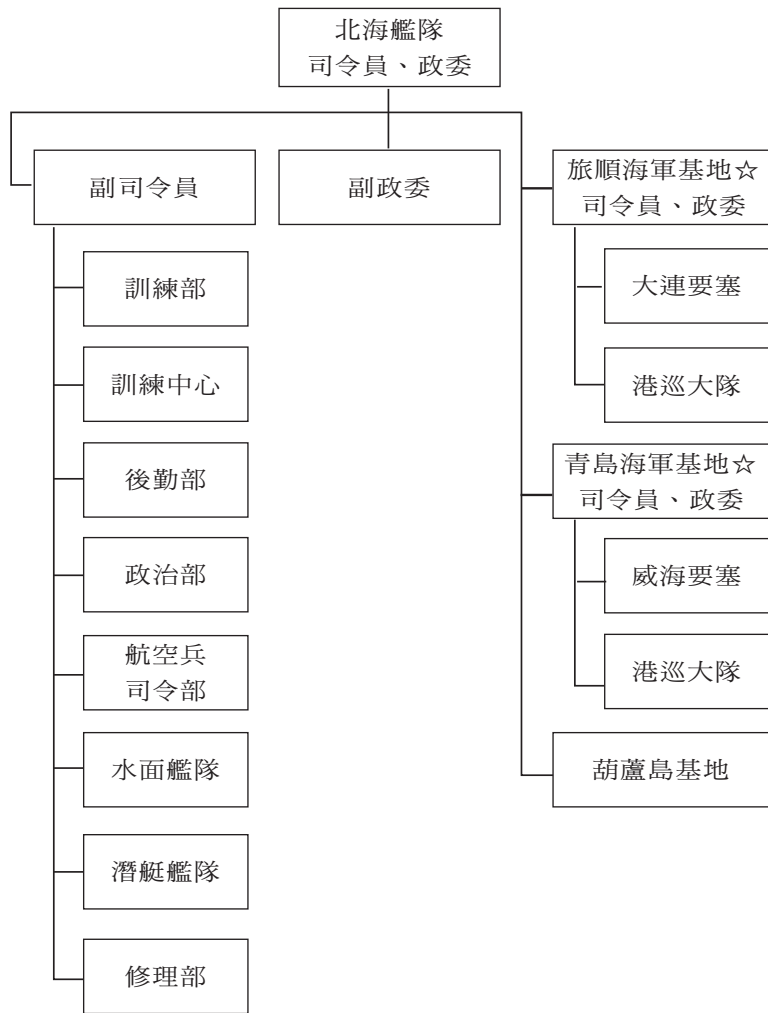 北海艦隊
司令員、政委
副司令員
副政委
旅順海軍基地☆
司令員、政委
訓練部
訓練中心
後勤部
政治部
航空兵
司令部
水面艦隊
潛艇艦隊
修理部
大連要塞
港巡大隊
青島海軍基地☆
司令員、政委
威海要塞
港巡大隊
葫蘆島基地